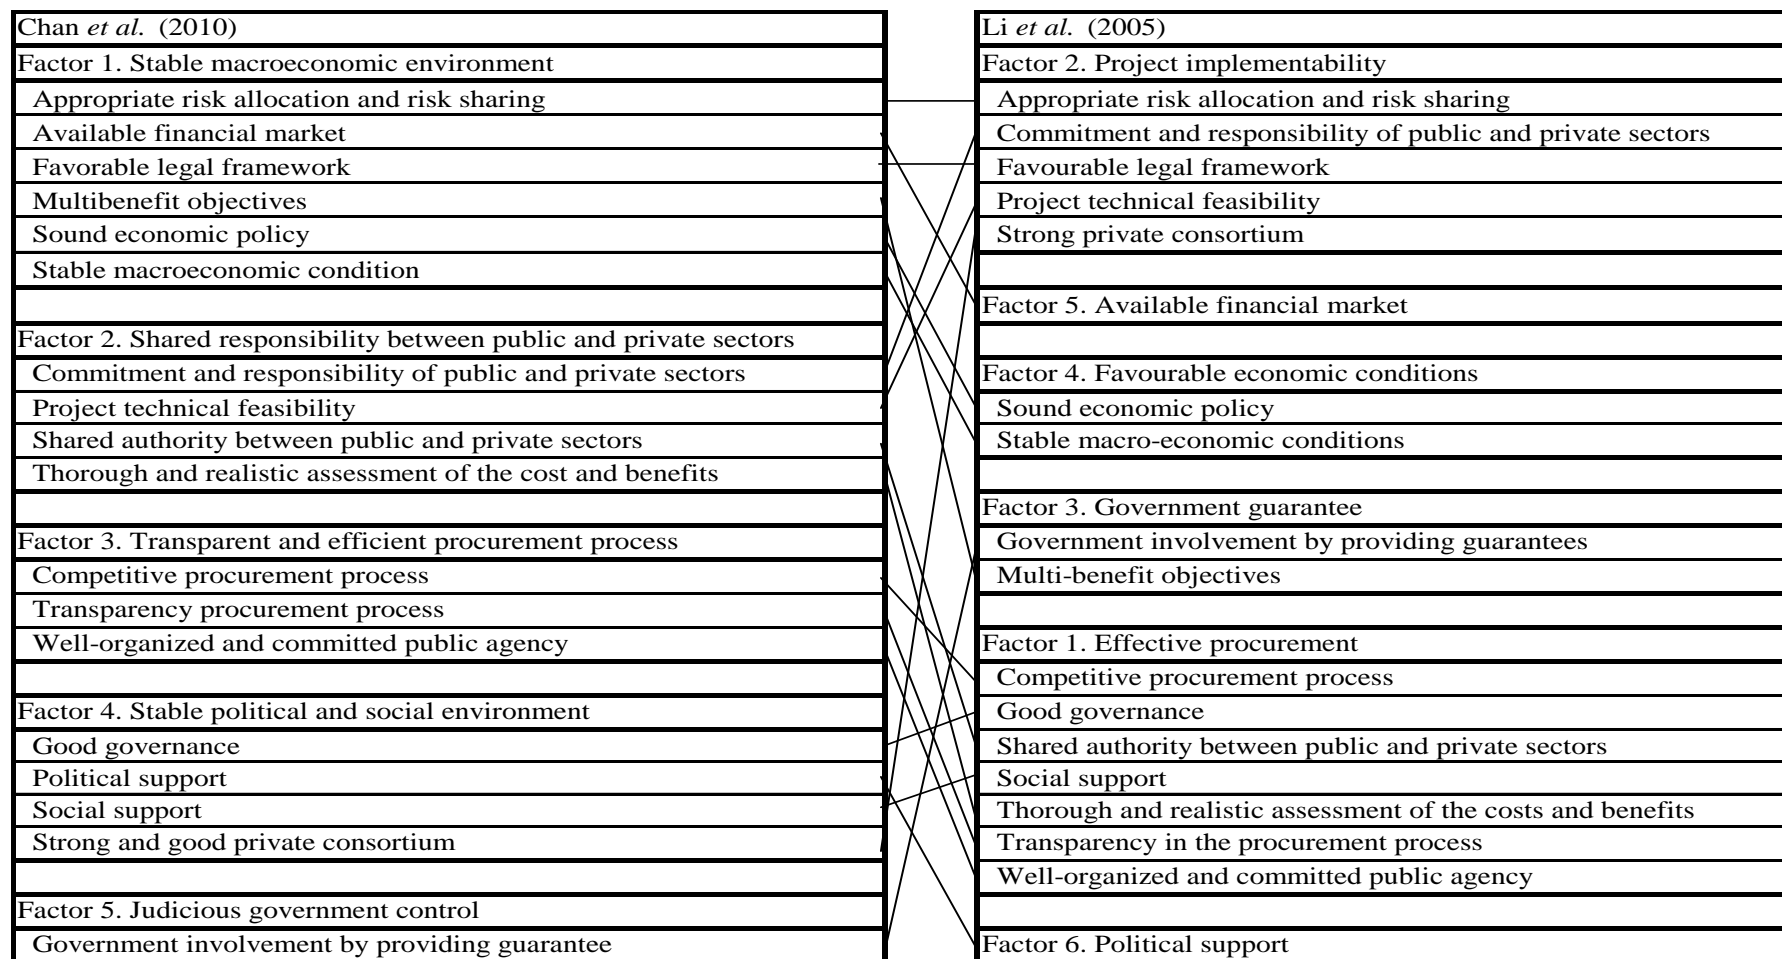 Chan et al. (2010)
Factor 1. Stable macroeconomic environment
Appropriate risk allocation and risk sharing
Available financial market
Favorable legal framework
Multibenefit objectives
Sound economic policy
Stable macroeconomic condition
Factor 2. Shared responsibility between public and private sectors
Commitment and responsibility of public and private sectors
Project technical feasibility
Shared authority between public and private sectors
Thorough and realistic assessment of the cost and benefits
Factor 3. Transparent and efficient procurement process
Competitive procurement process
Transparency procurement process
Well-organized and committed public agency
Factor 4. Stable political and social environment
Good governance
Political support
Social support
Strong and good private consortium
Factor 5. Judicious government control
Government involvement by providing guarantee
Li et al. (2005)
Factor 2. Project implementability
Appropriate risk allocation and risk sharing
Commitment and responsibility of public and private sectors
Favourable legal framework
Project technical feasibility
Strong private consortium
Factor 5. Available financial market
Factor 4. Favourable economic conditions
Sound economic policy
Stable macro-economic conditions
Factor 3. Government guarantee
Government involvement by providing guarantees
Multi-benefit objectives
Factor 1. Effective procurement
Competitive procurement process
Good governance
Shared authority between public and private sectors
Social support
Thorough and realistic assessment of the costs and benefits
Transparency in the procurement process
Well-organized and committed public agency
Factor 6. Political support